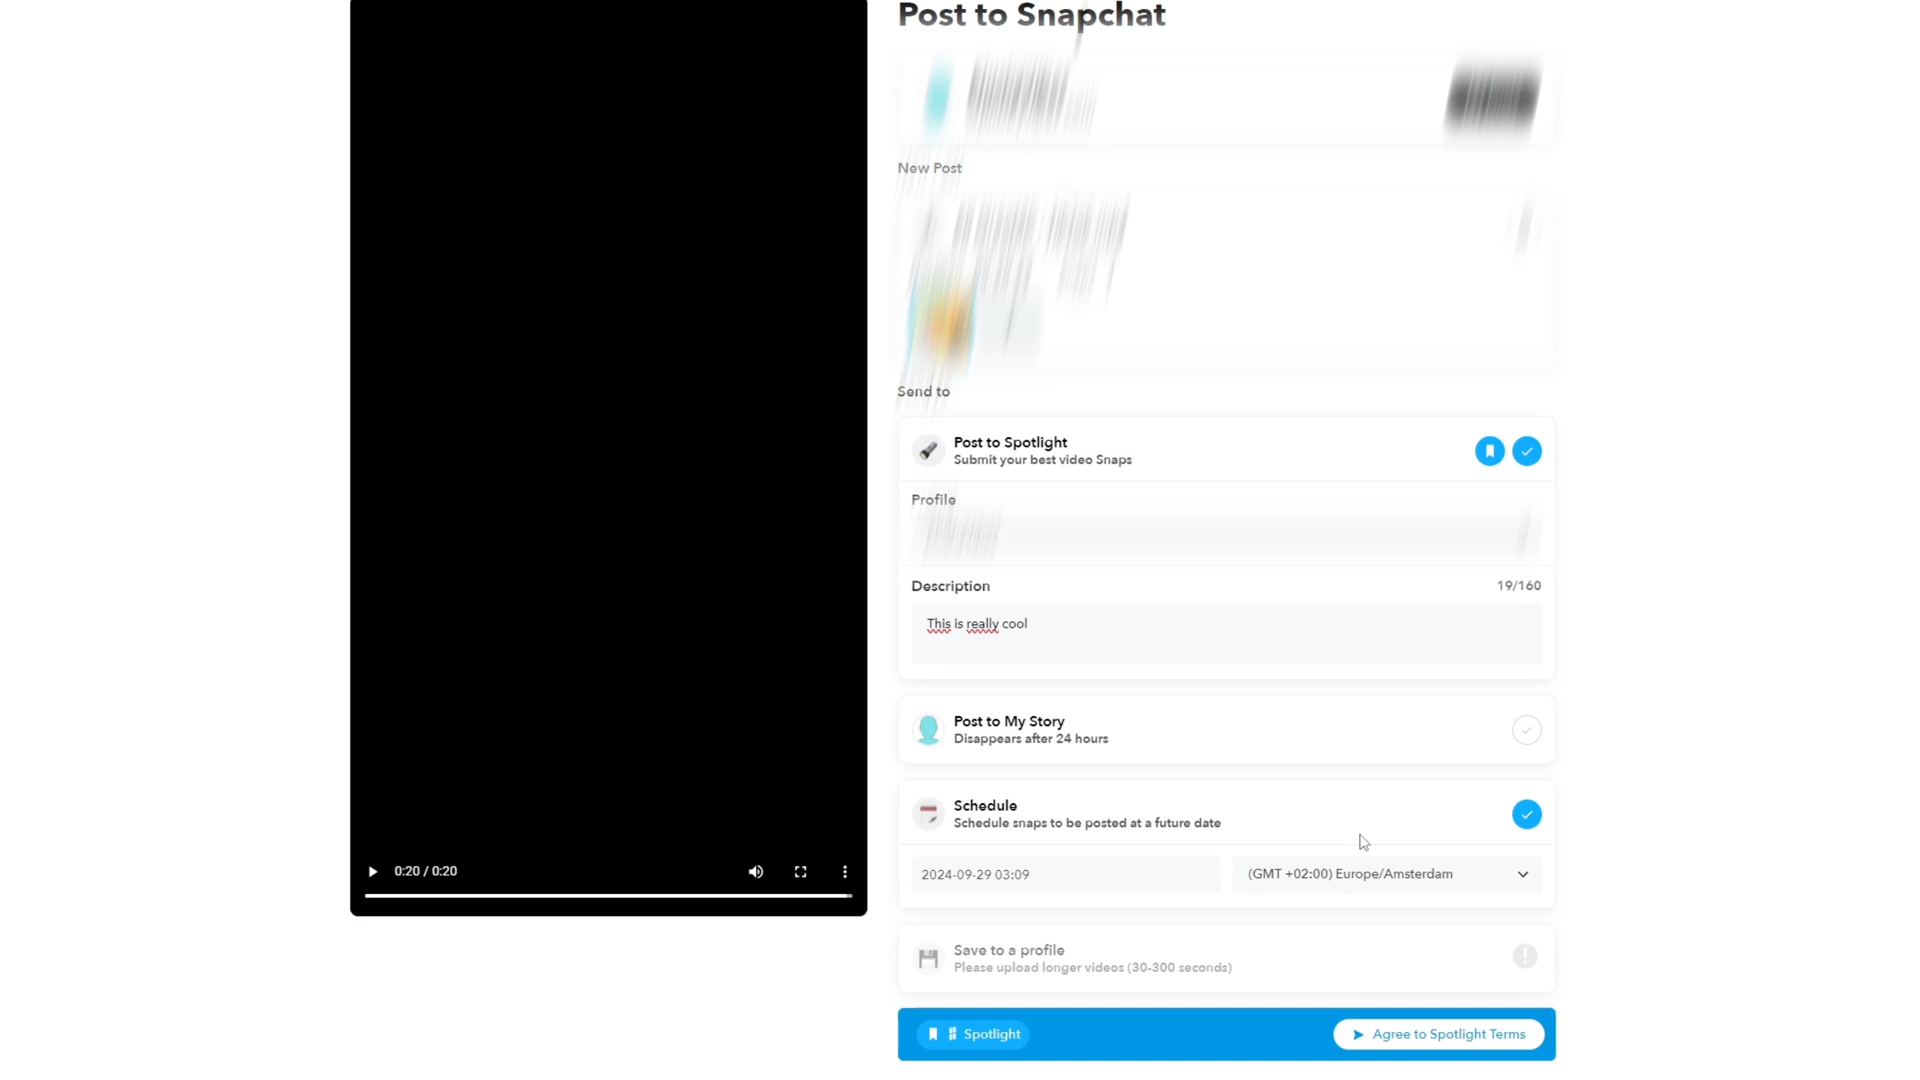 Post to Snapchat
New Post
Send to
Post to Spotlight
Submit your best video Snaps
Profile
Description
19/160
This is really cool
Post to My Story
Disappears after 24 hours
Schedule
Schedule snaps to be posted at a future date
2024-09-29 03:09
(GMT +02:00) Europe/Amsterdam
0:20 / 0:20
Save to a profile
Please upload longer videos (30-300 seconds)
Spotlight
Agree to Spotlight Terms